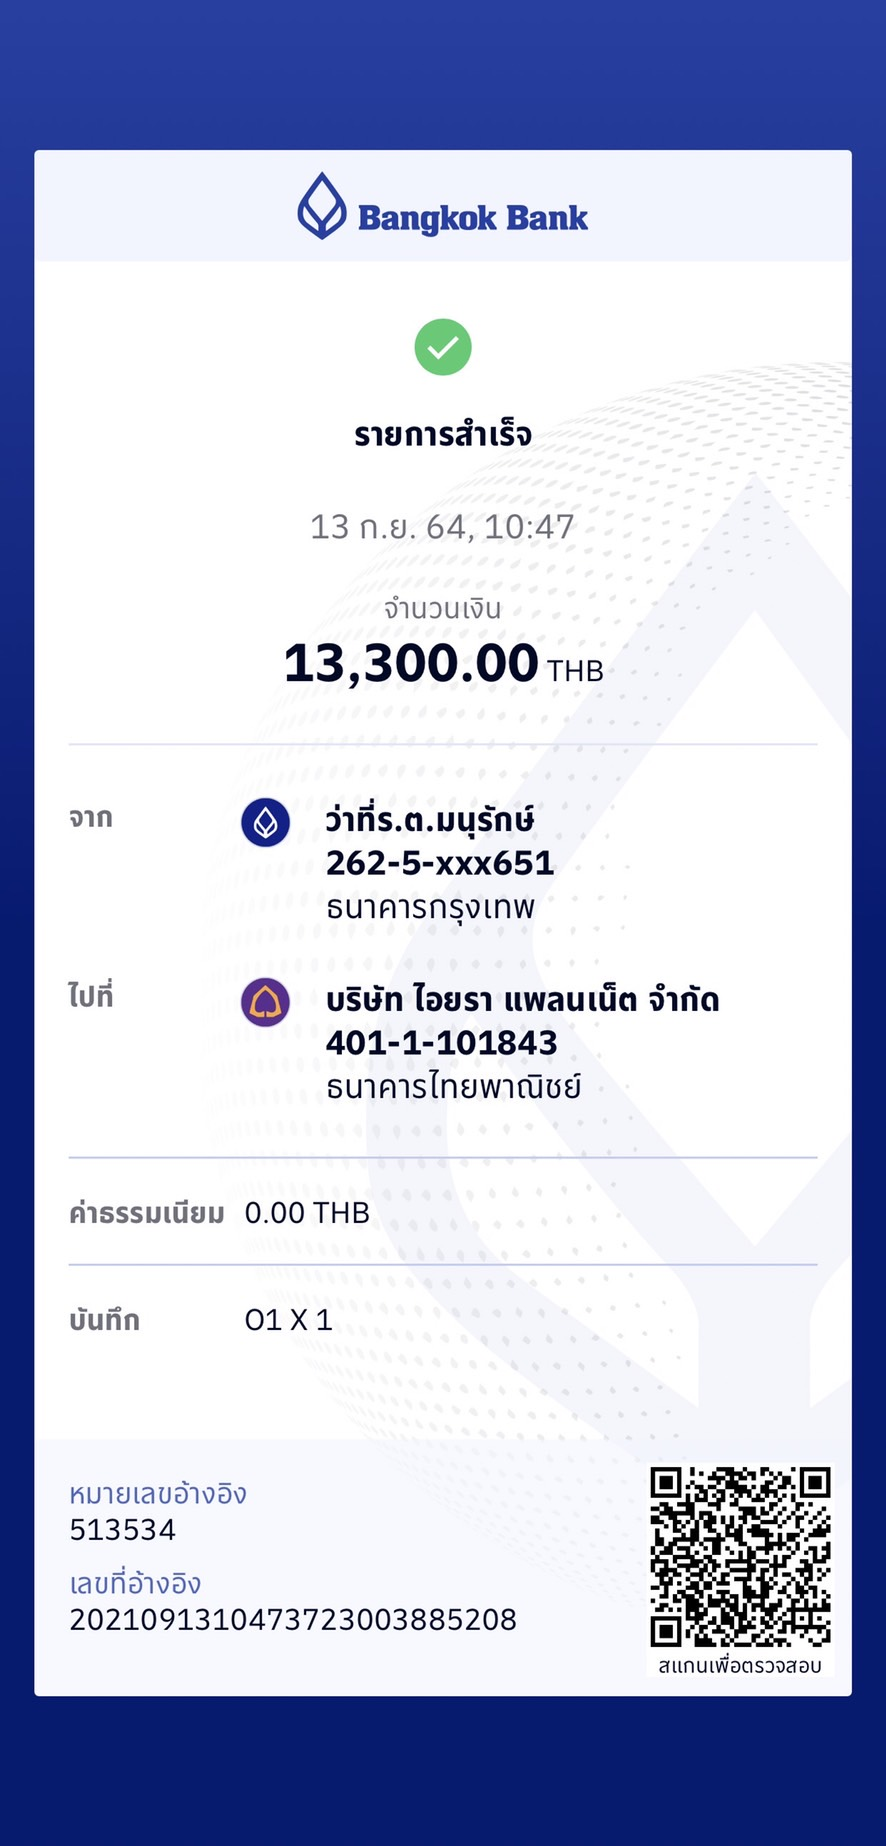 Bangkok Bank
รายการสำเร็จ
13 ก.ย. 64, 10:47
จำนวนเงิน
13,300.00 THB
จาก
ว่าที่ร.ต.มนุรักษ์
262-5-xxx651
ธนาคารกรุงเทพ
ไปที่
บริษัท ไอยรา แพลนเน็ต จำกัด
401-1-101843
ธนาคารไทยพาณิชย์
ค่าธรรมเนียม 0.00 THB
บันทึก O1 X 1
หมายเลขอ้างอิง
513534
เลขที่อ้างอิง
2021091310473723003885208
สแกนเพื่อตรวจสอบ